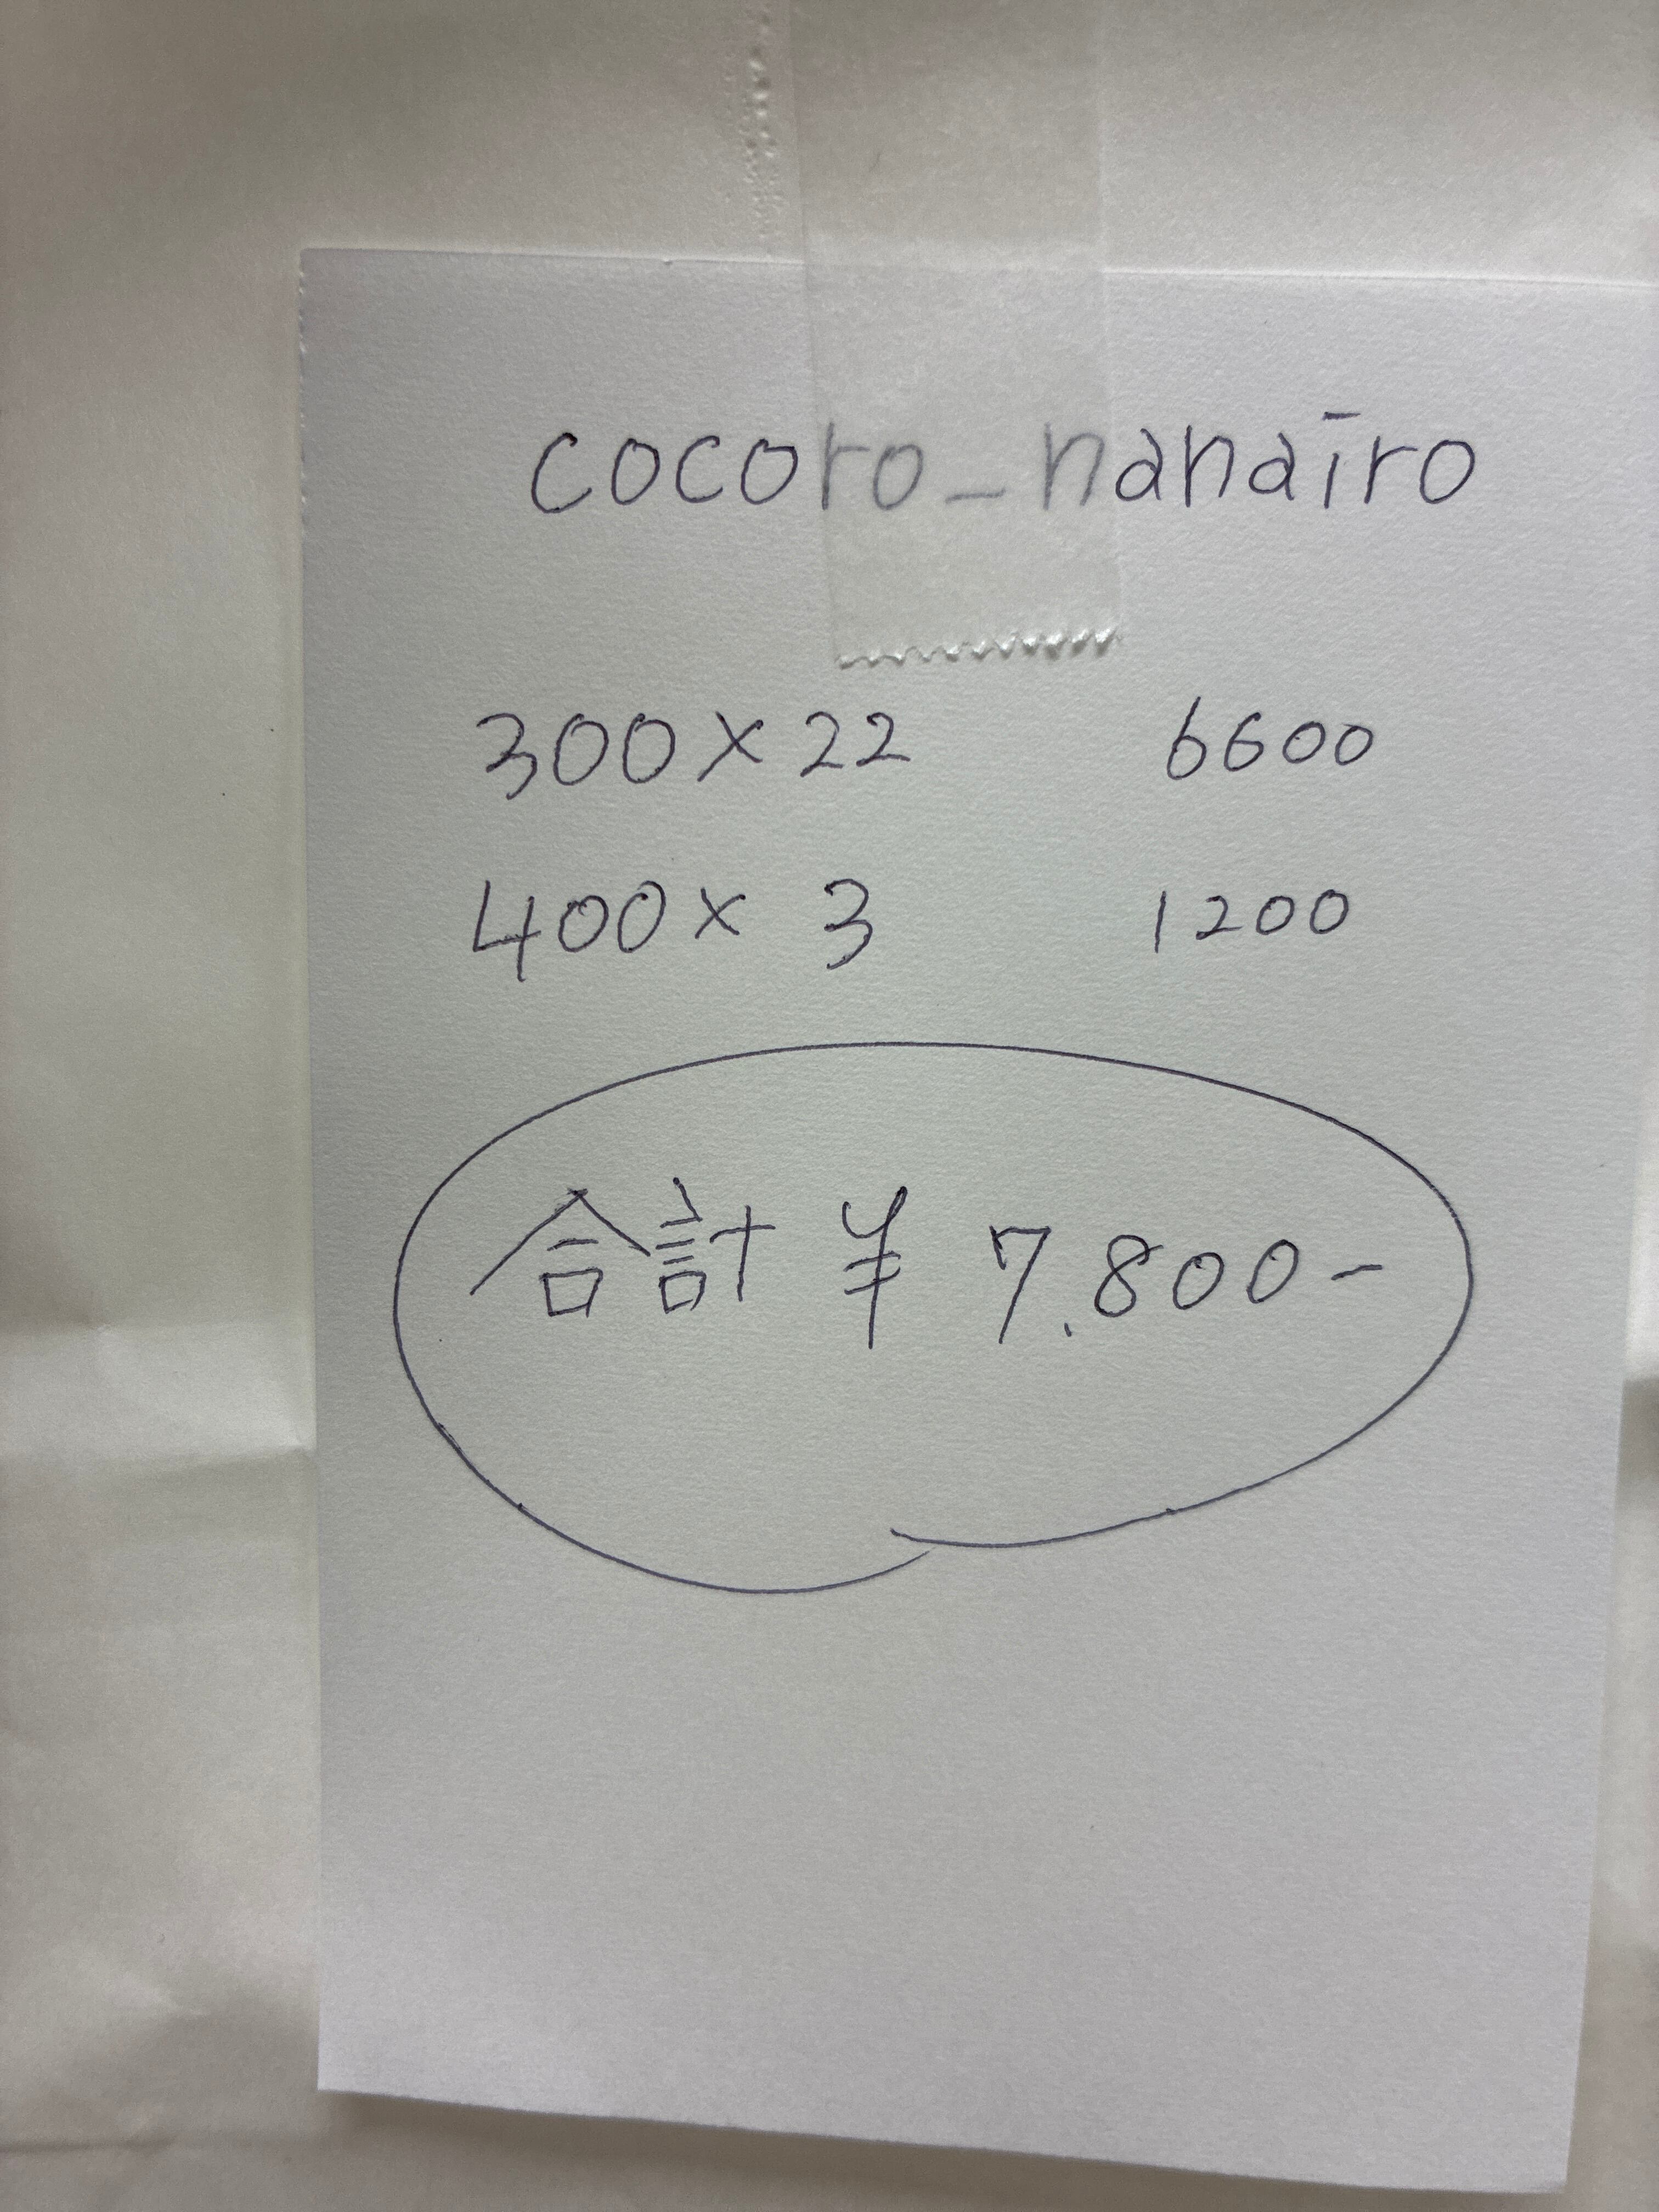 cocoro_nanairo
300×22 6600
400×3 1200
合計 ¥ 7.800-